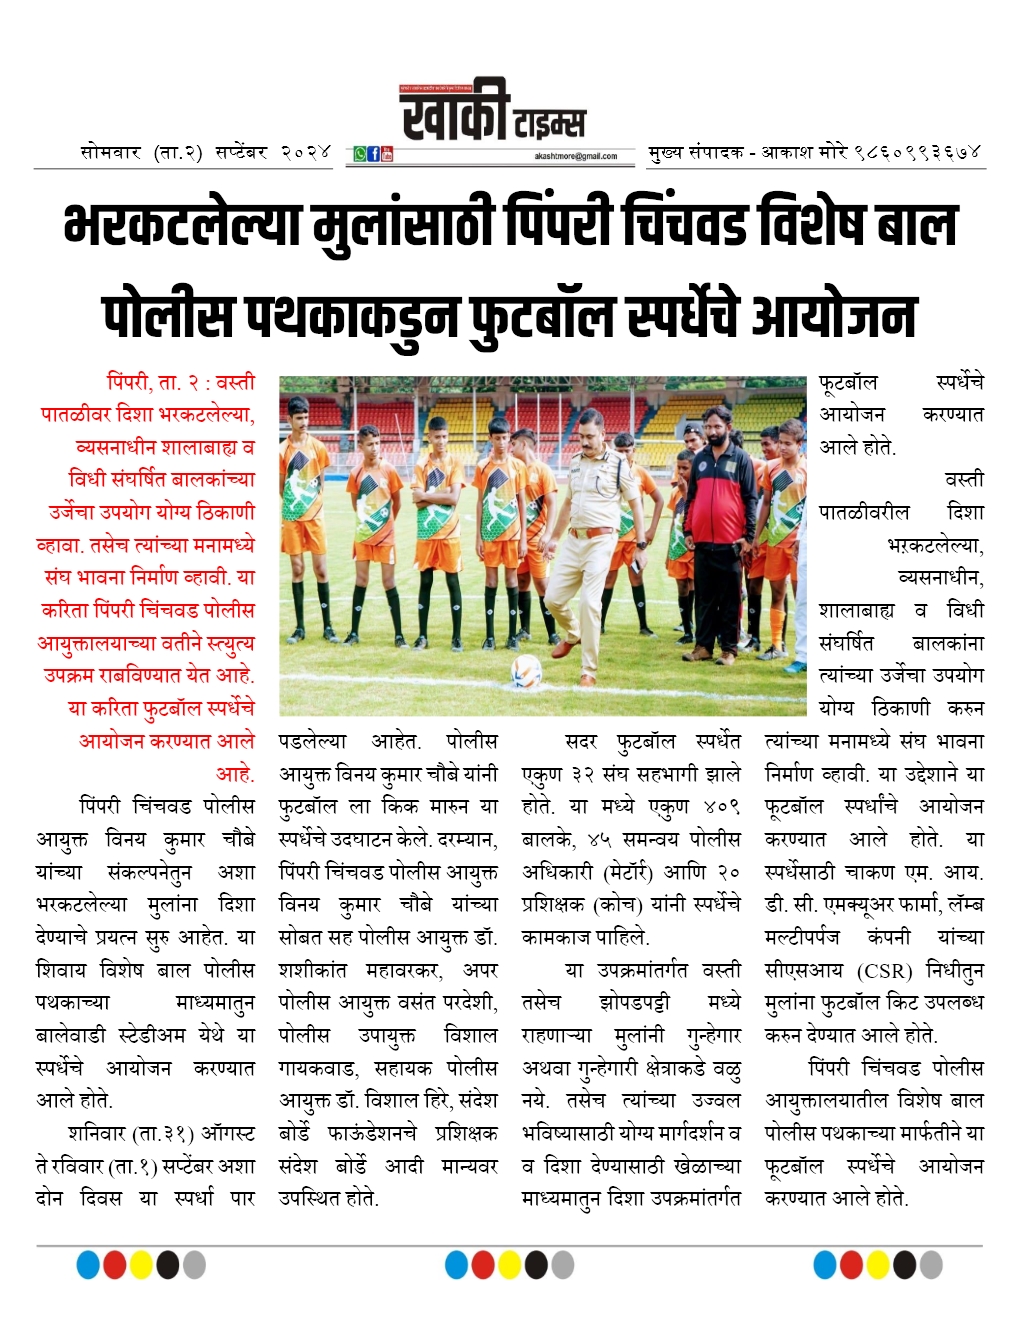 खाकी टाइम्स
सोमवार (ता.२) सप्टेंबर २०२४
akashtmore@gmail.com
मुख्य संपादक - आकाश मोरे ९८६०९९३६७४
भरकटलेल्या मुलांसाठी पिंपरी चिंचवड विशेष बाल
पोलीस पथकाकडुन फुटबॉल स्पर्धेचे आयोजन
पिंपरी, ता. २ : वस्ती
पातळीवर दिशा भरकटलेल्या,
व्यसनाधीन शालाबाह्य व
विधी संघर्षित बालकांच्या
उर्जेचा उपयोग योग्य ठिकाणी
व्हावा. तसेच त्यांच्या मनामध्ये
संघ भावना निर्माण व्हावी. या
करिता पिंपरी चिंचवड पोलीस
आयुक्तालयाच्या वतीने स्त्युत्य
उपक्रम राबविण्यात येत आहे.
या करिता फुटबॉल स्पर्धेचे
आयोजन करण्यात आले
आहे.
पिंपरी चिंचवड पोलीस
आयुक्त विनय कुमार चौबे
यांच्या संकल्पनेतुन अशा
भरकटलेल्या मुलांना दिशा
देण्याचे प्रयत्न सुरु आहेत. या
शिवाय विशेष बाल पोलीस
पथकाच्या माध्यमातुन
बालेवाडी स्टेडीअम येथे या
स्पर्धेचे आयोजन करण्यात
आले होते.
शनिवार (ता.३१) ऑगस्ट
ते रविवार (ता.१) सप्टेंबर अशा
दोन दिवस या स्पर्धा पार
पडलेल्या आहेत. पोलीस
आयुक्त विनय कुमार चौबे यांनी
फुटबॉल ला किक मारुन या
स्पर्धेचे उदघाटन केले. दरम्यान,
पिंपरी चिंचवड पोलीस आयुक्त
विनय कुमार चौबे यांच्या
सोबत सह पोलीस आयुक्त डॉ.
शशीकांत महावरकर, अपर
पोलीस आयुक्त वसंत परदेशी,
पोलीस उपायुक्त विशाल
गायकवाड, सहायक पोलीस
आयुक्त डॉ. विशाल हिरे, संदेश
बोर्डे फाऊंडेशनचे प्रशिक्षक
संदेश बोर्डे आदी मान्यवर
उपस्थित होते.
सदर फुटबॉल स्पर्धेत
एकुण ३२ संघ सहभागी झाले
होते. या मध्ये एकुण ४०९
बालके, ४५ समन्वय पोलीस
अधिकारी (मेटॉर्र) आणि २०
प्रशिक्षक (कोच) यांनी स्पर्धेचे
कामकाज पाहिले.
या उपक्रमांतर्गत वस्ती
तसेच झोपडपट्टी मध्ये
राहणाऱ्या मुलांनी गुन्हेगार
अथवा गुन्हेगारी क्षेत्राकडे वळु
नये. तसेच त्यांच्या उज्वल
भविष्यासाठी योग्य मार्गदर्शन व
व दिशा देण्यासाठी खेळाच्या
माध्यमातुन दिशा उपक्रमांतर्गत
फूटबॉल स्पर्धेचे
आयोजन करण्यात
आले होते.
वस्ती
पातळीवरील दिशा
भऱकटलेल्या,
व्यसनाधीन,
शालाबाह्य व विधी
संघर्षित बालकांना
त्यांच्या उर्जेचा उपयोग
योग्य ठिकाणी करुन
त्यांच्या मनामध्ये संघ भावना
निर्माण व्हावी. या उद्देशाने या
फूटबॉल स्पर्धांचे आयोजन
करण्यात आले होते. या
स्पर्धेसाठी चाकण एम. आय.
डी. सी. एमक्यूअर फार्मा, लॅम्ब
मल्टीपर्पज कंपनी यांच्या
सीएसआय (CSR) निधीतुन
मुलांना फुटबॉल किट उपलब्ध
करुन देण्यात आले होते.
पिंपरी चिंचवड पोलीस
आयुक्तालयातील विशेष बाल
पोलीस पथकाच्या मार्फतीने या
फूटबॉल स्पर्धेचे आयोजन
करण्यात आले होते.